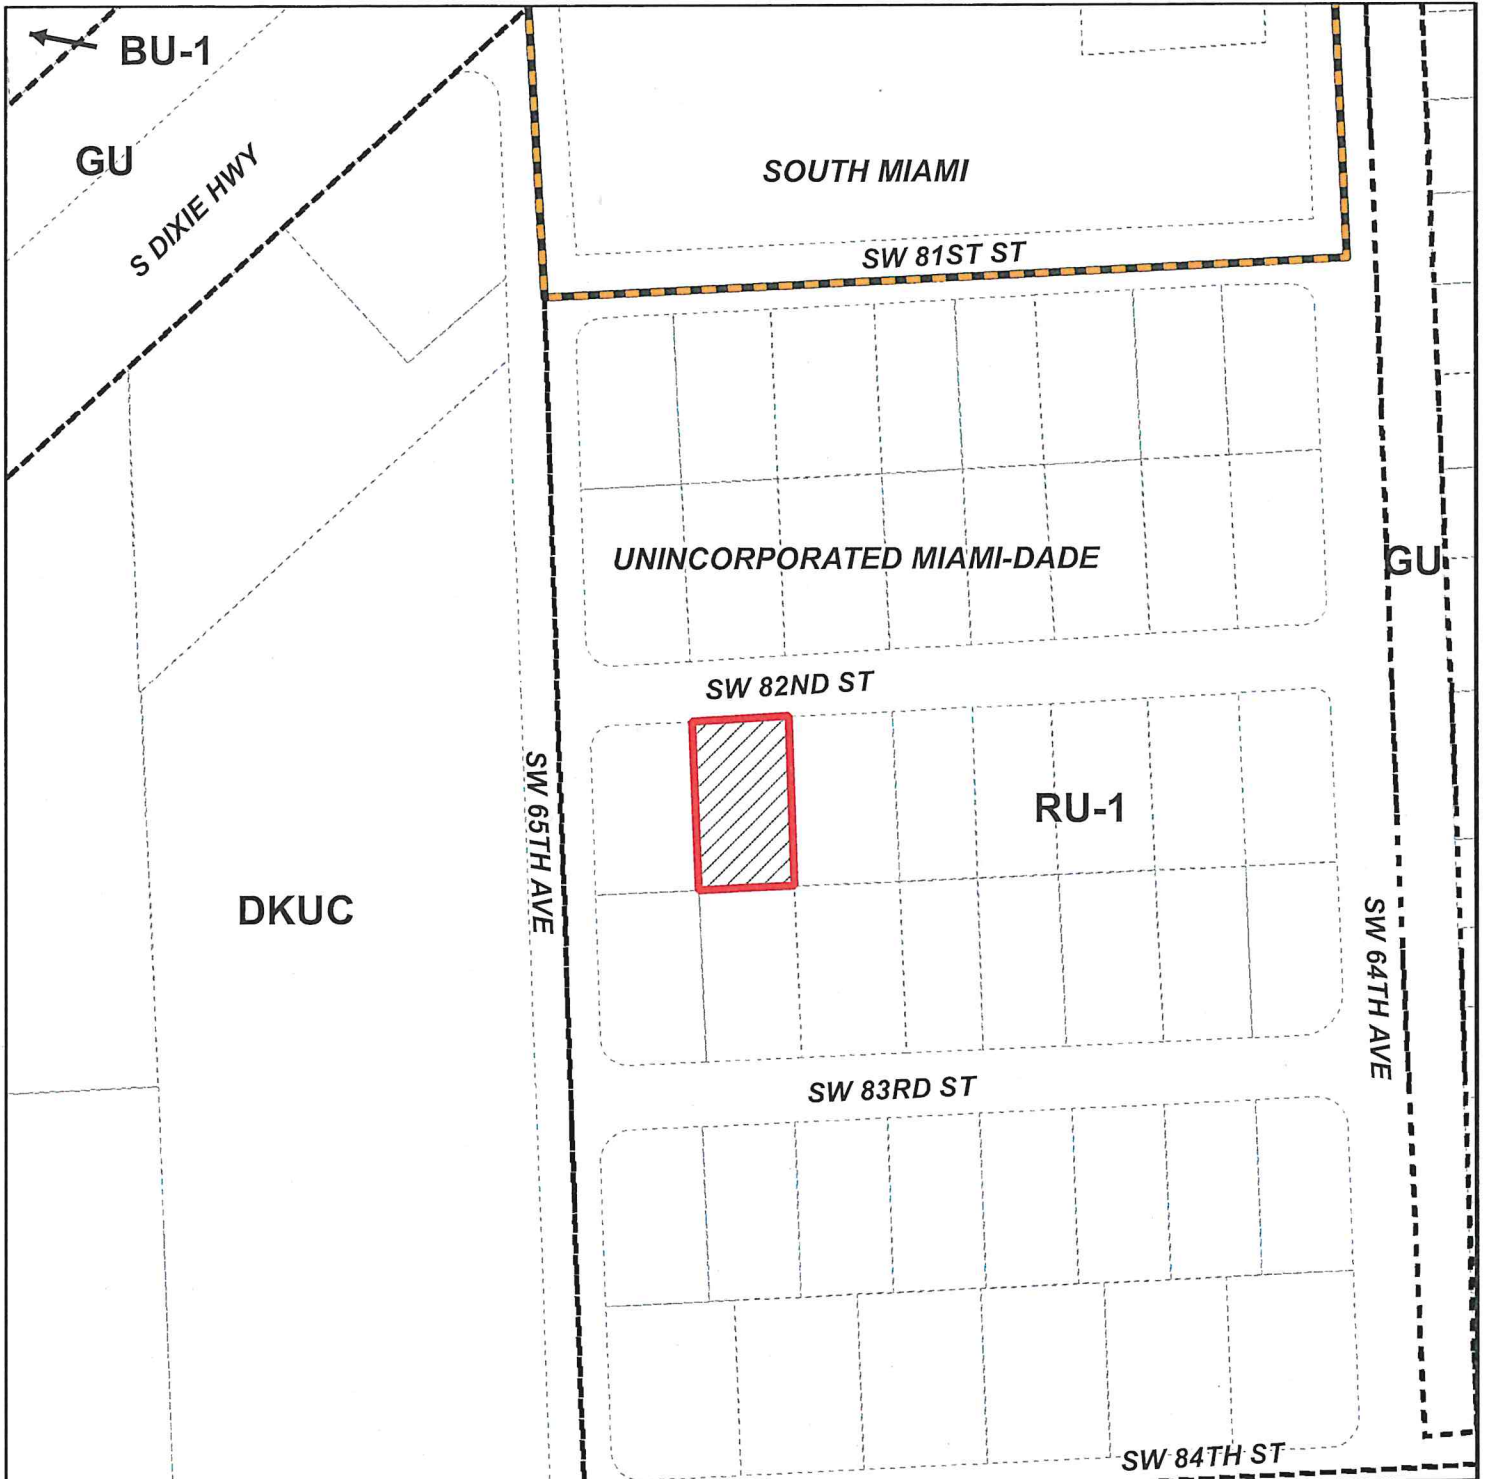 BU-1
GU
S DIXIE HWY
SOUTH MIAMI
SW 81ST ST
UNINCORPORATED MIAMI-DADE
GU
SW 82ND ST
SW 65TH AVE
RU-1
DKUC
SW 64TH AVE
SW 83RD ST
SW 84TH ST